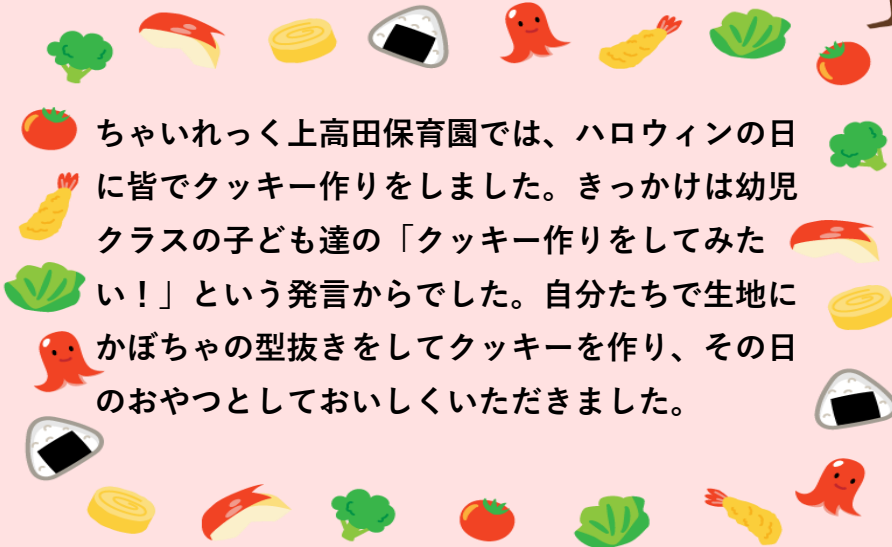 ちゃいれっく上高田保育園では、ハロウィンの日
に皆でクッキー作りをしました。きっかけは幼児
クラスの子ども達の「クッキー作りをしてみた
い！」という発言からでした。自分たちで生地に
かぼちゃの型抜きをしてクッキーを作り、その日
のおやつとしておいしくいただきました。